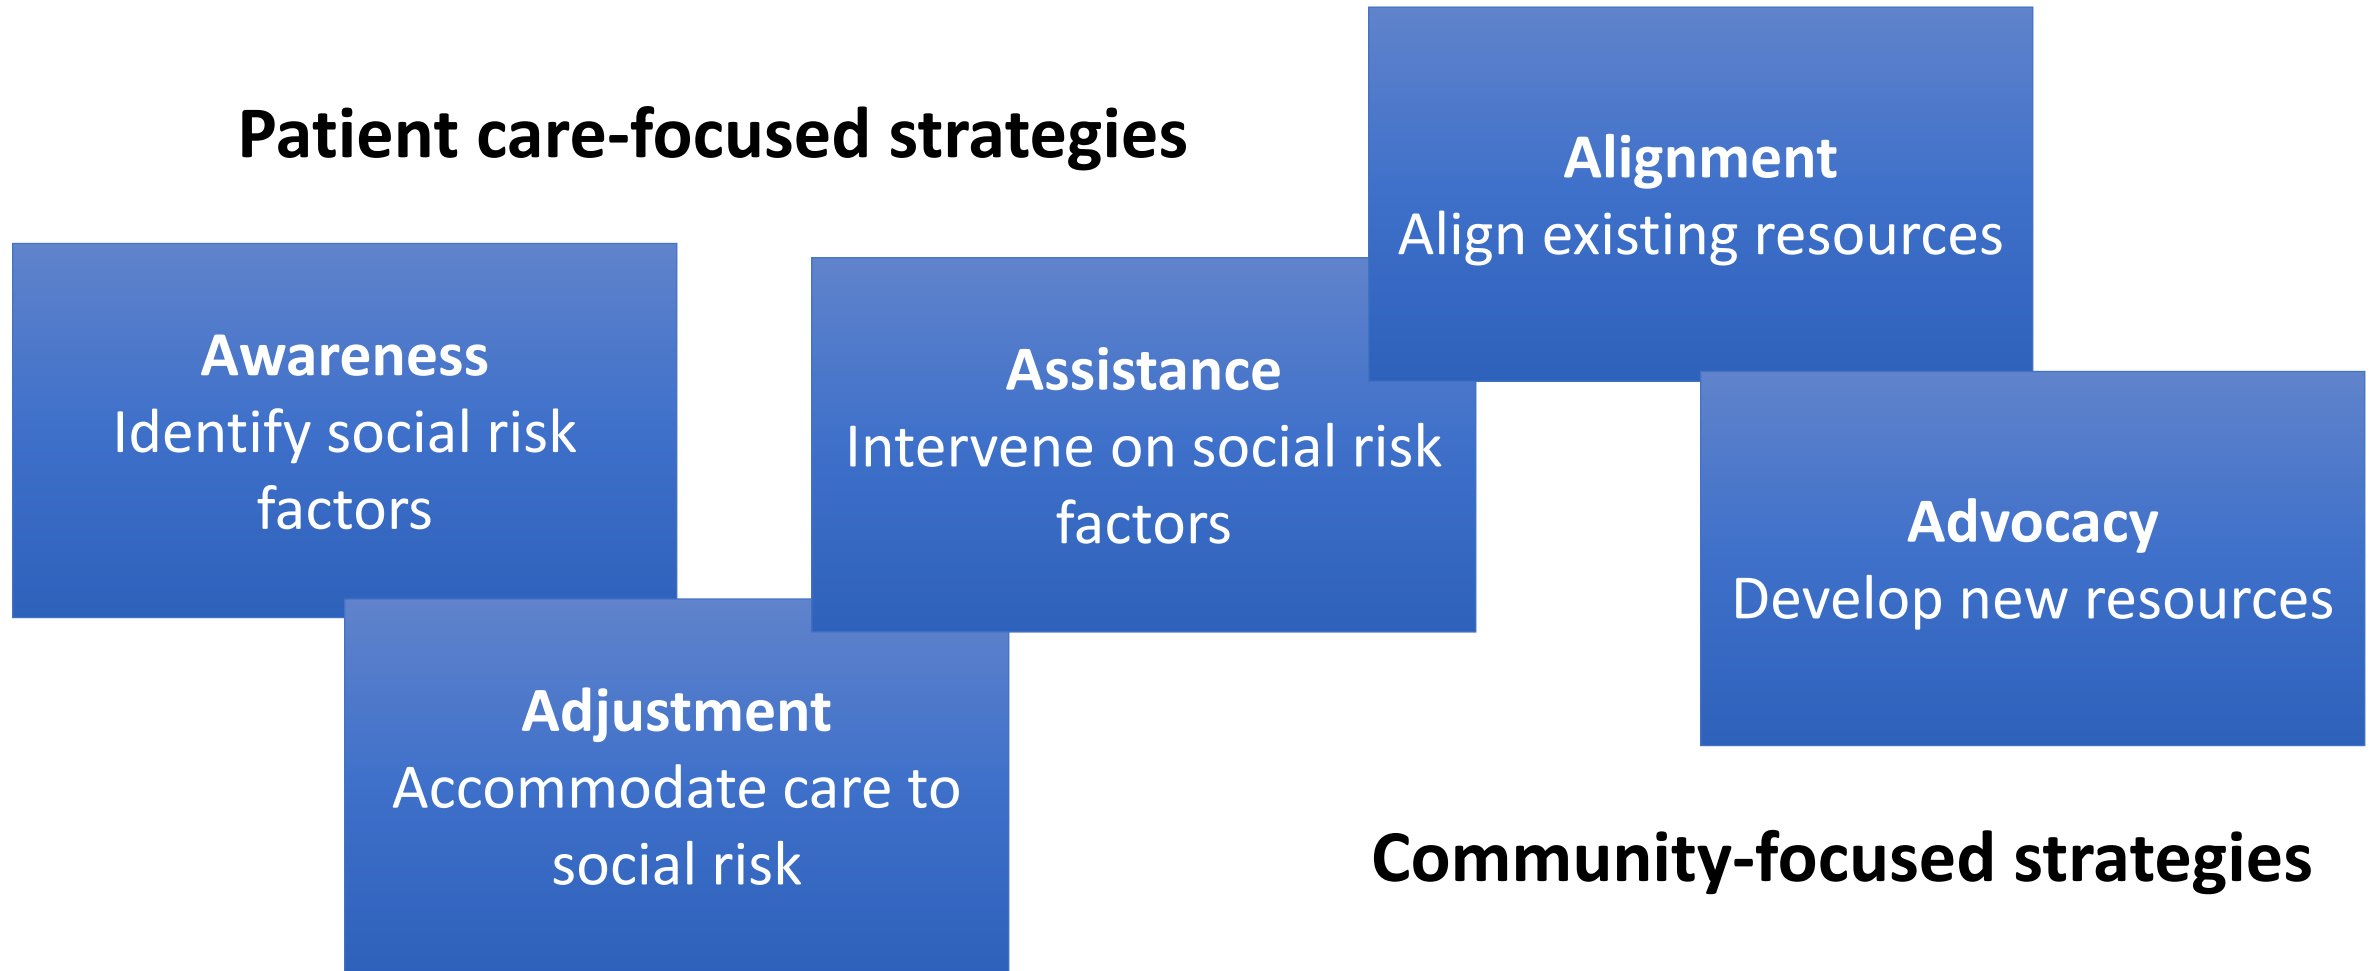 Patient care-focused strategies
Awareness
Identify social risk
factors
Adjustment
Accommodate care to
social risk
Assistance
Intervene on social risk
factors
Alignment
Align existing resources
Advocacy
Develop new resources
Community-focused strategies